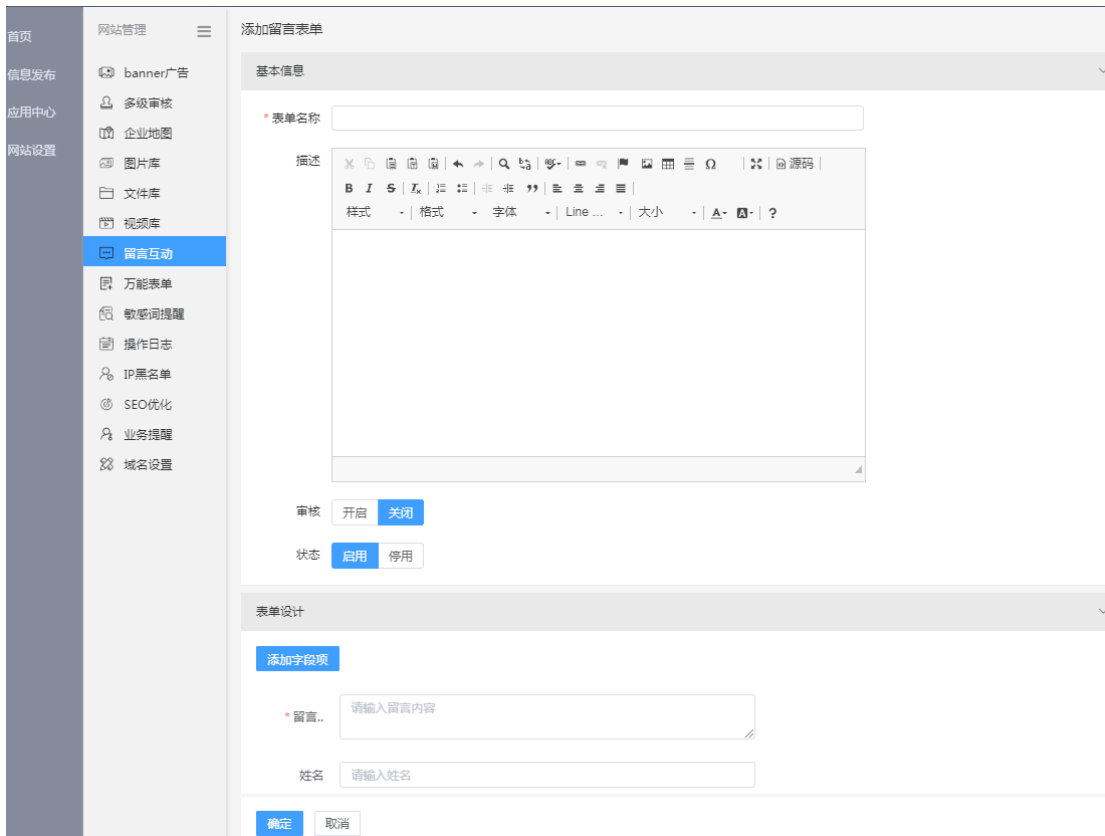 首页
信息发布
应用中心
网站设置
网站管理
banner广告
多级审核
企业地图
图片库
文件库
视频库
留言互动
万能表单
敏感词提醒
操作日志
IP黑名单
SEO优化
业务提醒
域名设置
添加留言表单
基本信息
* 表单名称
描述
源码
B I S Ix
样式 格式 字体 Line ... 大小 A A ?
审核 开启 关闭
状态 启用 停用
表单设计
添加字段项
* 留言.. 请输入留言内容
姓名 请输入姓名
确定 取消